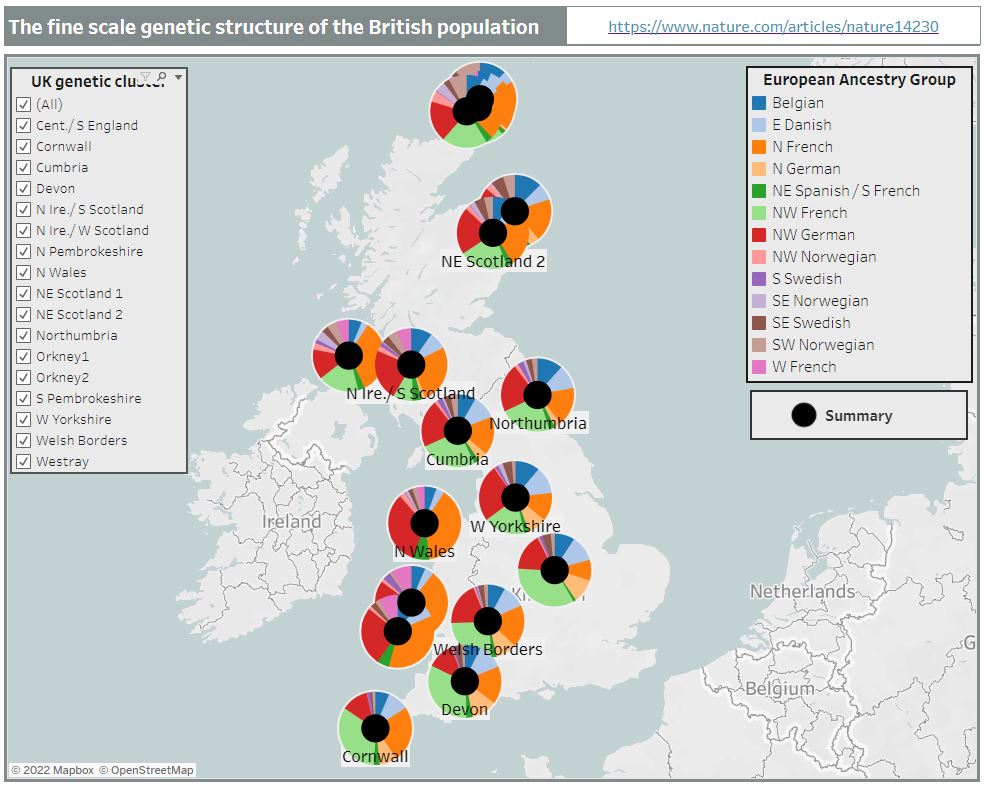 The fine scale genetic structure of the British population
https://www.nature.com/articles/nature14230
UK genetic cluster
(All)
Cent./ S England
Cornwall
Cumbria
Devon
N Ire./ S Scotland
N Ire./ W Scotland
N Pembrokeshire
N Wales
NE Scotland 1
NE Scotland 2
Northumbria
Orkney1
Orkney2
S Pembrokeshire
W Yorkshire
Welsh Borders
Westray
European Ancestry Group
Belgian
E Danish
N French
N German
NE Spanish / S French
NW French
NW German
NW Norwegian
S Swedish
SE Norwegian
SE Swedish
SW Norwegian
W French
Summary
NE Scotland 2
N Ire./ S Scotland
Northumbria
Cumbria
Ireland
W Yorkshire
N Wales
Netherlands
Welsh Borders
Belgium
Devon
Cornwall
© 2022 Mapbox © OpenStreetMap